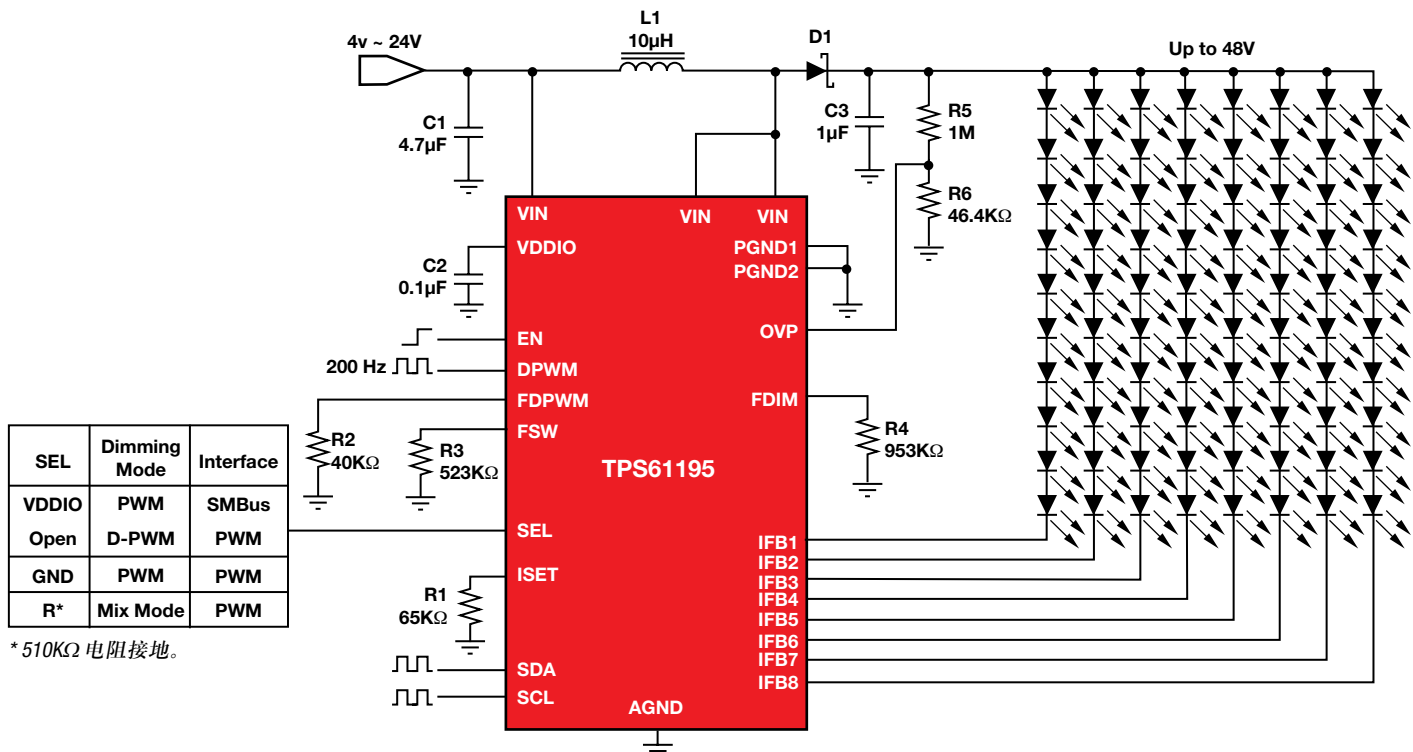 L1
10µH
D1
4v ~ 24V
Up to 48V
C1
4.7µF
C3
1µF
R5
1M
R6
46.4KΩ
VIN
VIN
VIN
VDDIO
PGND1
PGND2
C2
0.1µF
OVP
EN
200 Hz
DPWM
FDPWM
FDIM
FSW
R2
40KΩ
R3
523KΩ
R4
953KΩ
TPS61195
SEL
Dimming Mode
Interface
VDDIO
PWM
SMBus
Open
D-PWM
PWM
GND
PWM
PWM
R*
Mix Mode
PWM
* 510KΩ 电阻接地。
SEL
ISET
R1
65KΩ
SDA
SCL
IFB1
IFB2
IFB3
IFB4
IFB5
IFB6
IFB7
IFB8
AGND